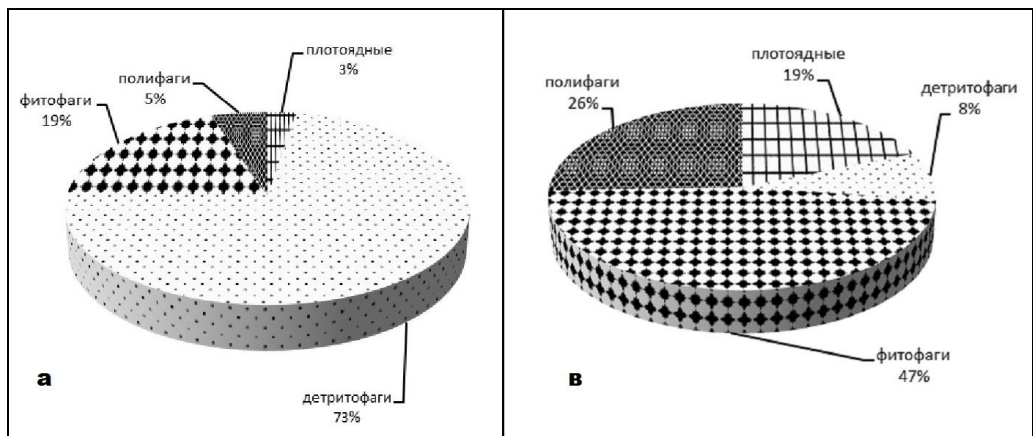 плотоядные
3%
полифаги
5%
фитофаги
19%
детритофаги
73%
а
плотоядные
19%
детритофаги
8%
полифаги
26%
фитофаги
47%
в